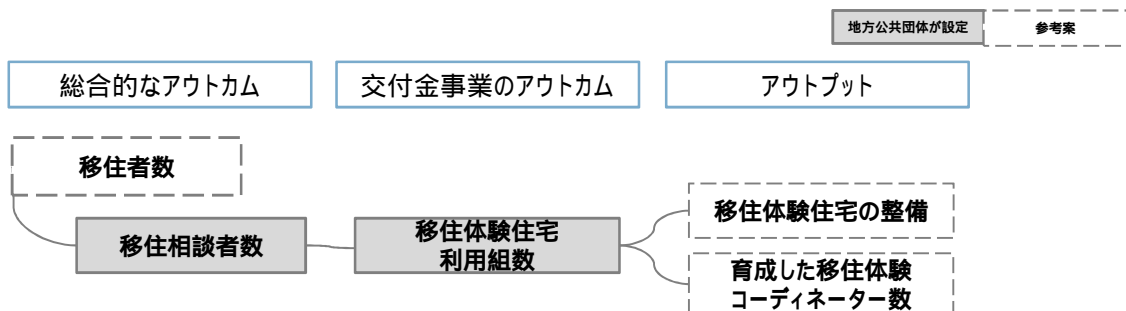 地方公共団体が設定
参考案
総合的なアウトカム
交付金事業のアウトカム
アウトプット
移住者数
移住相談者数
移住体験住宅
利用組数
移住体験住宅の整備
育成した移住体験
コーディネーター数